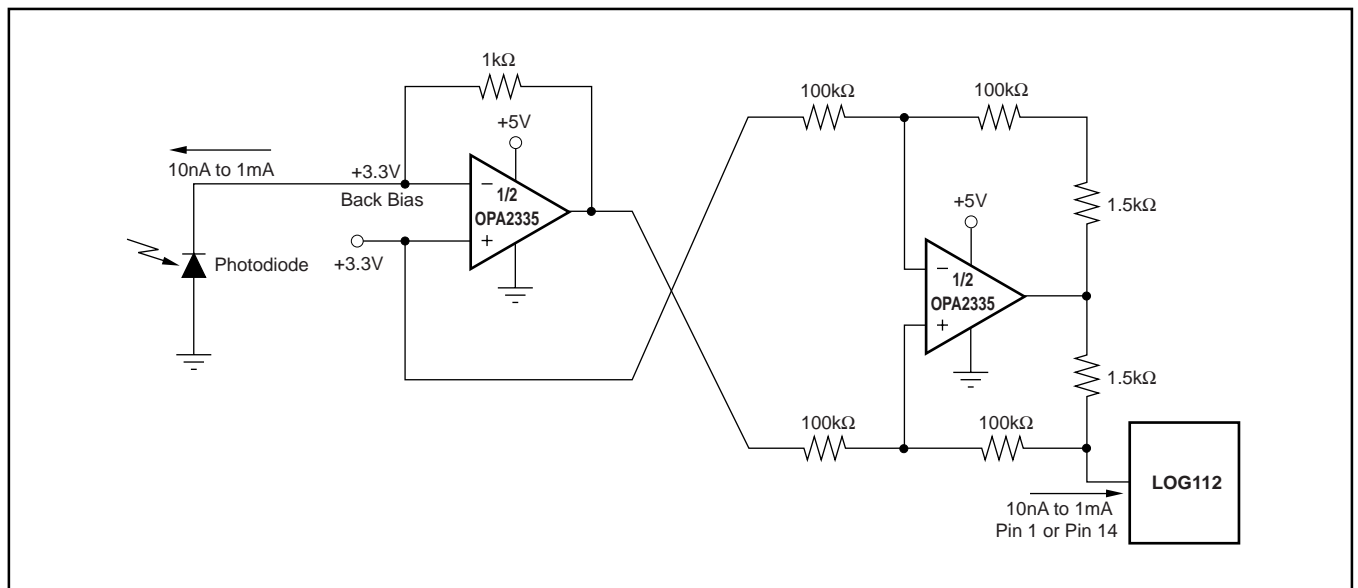 1kΩ
+5V
10nA to 1mA
+3.3V
Back Bias
−
1/2
OPA2335
+
+3.3V
Photodiode
100kΩ
100kΩ
1.5kΩ
+5V
−
1/2
OPA2335
+
1.5kΩ
100kΩ
100kΩ
LOG112
10nA to 1mA
Pin 1 or Pin 14